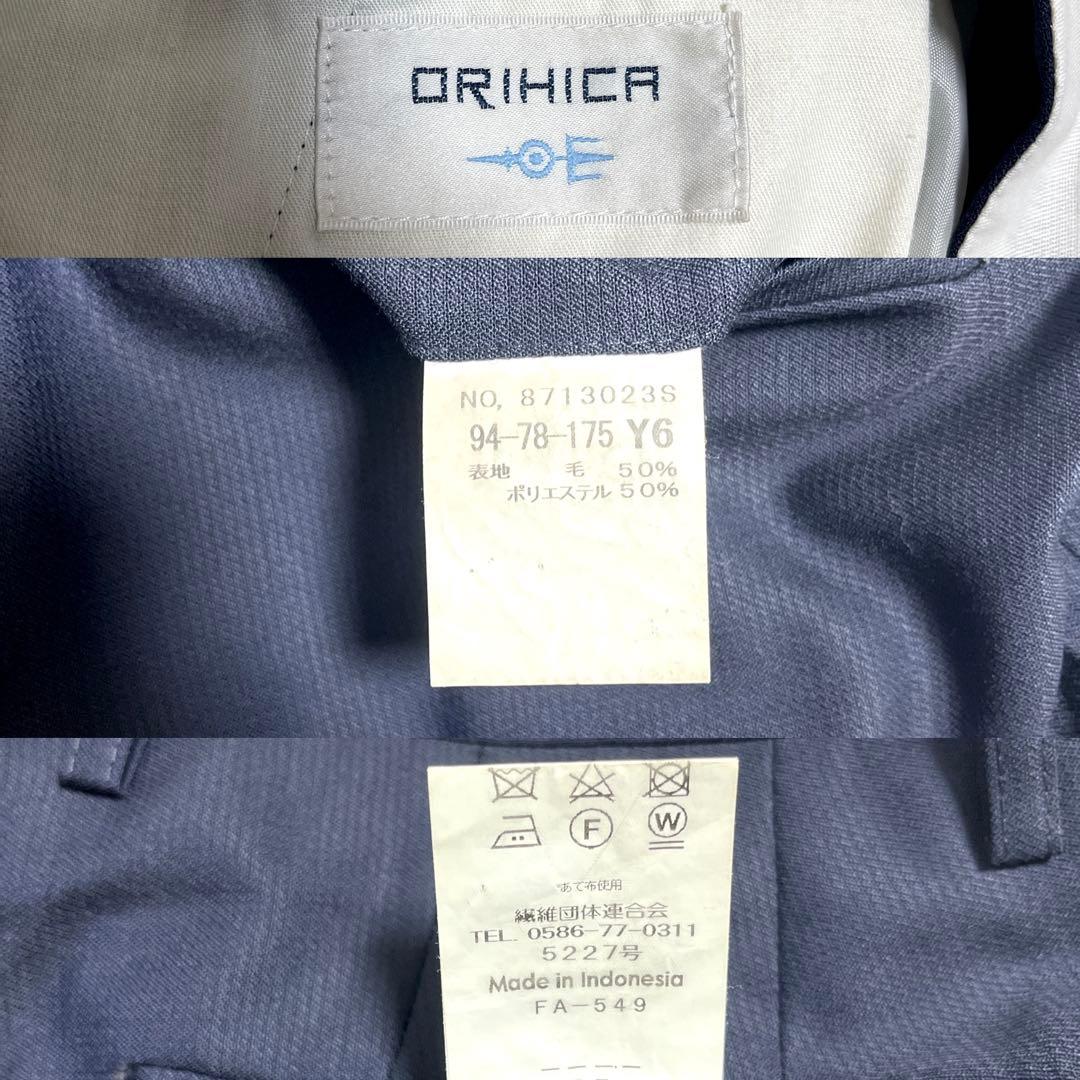 ORIHICA
NO, 8713023S
94-78-175 Y6
表地 毛 50%
ポリエステル 50%
F W
あて布使用
繊維団体連合会
TEL. 0586-77-0311
5227号
Made in Indonesia
FA-549